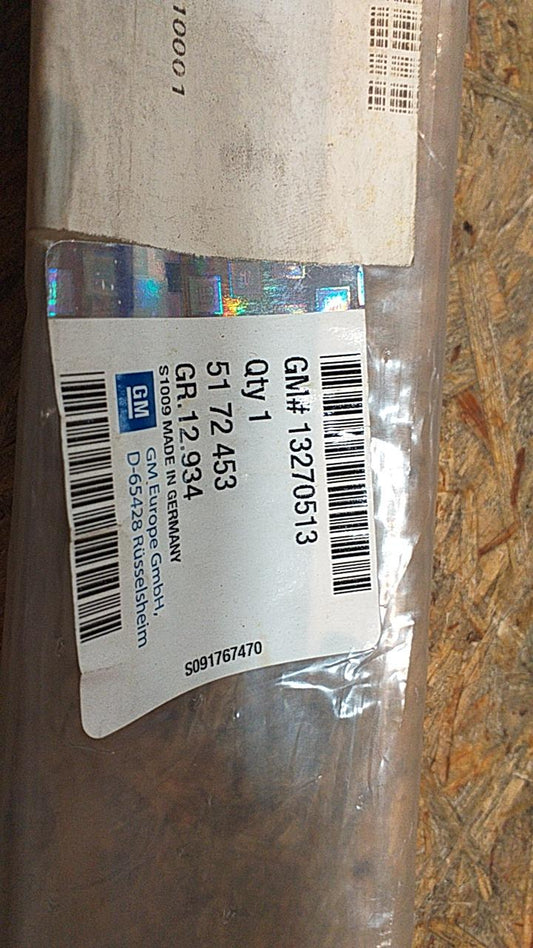 10001
GM# 13270513
Qty 1
51 72 453
GR. 12.934
S1009 MADE IN GERMANY
GM
GM Europe GmbH,
D-65428 Rüsselsheim
S091767470